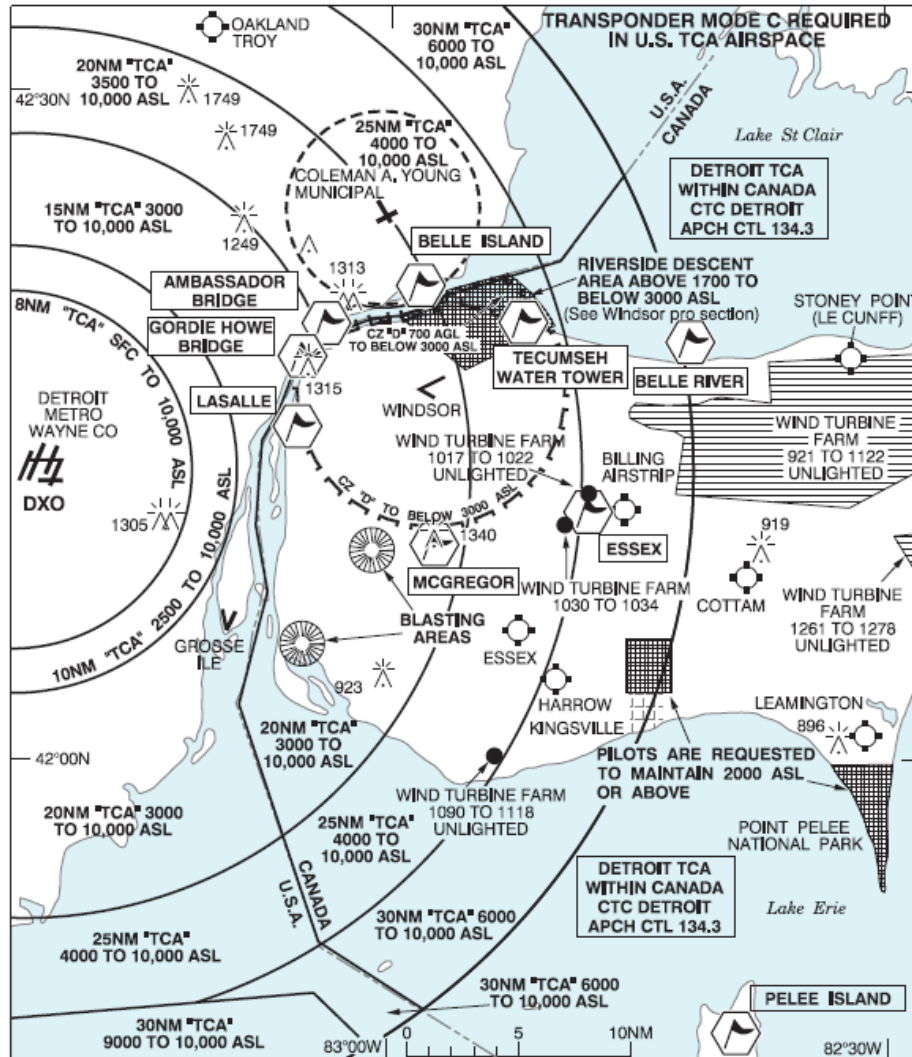 OAKLAND
TROY
30NM "TCA"
6000 TO
10,000 ASL
TRANSPONDER MODE C REQUIRED
IN U.S. TCA AIRSPACE
20NM "TCA"
3500 TO
10,000 ASL
42°30N
1749
1749
U.S.A.
CANADA
Lake St Clair
25NM "TCA"
4000 TO
10,000 ASL
COLEMAN A. YOUNG
MUNICIPAL
DETROIT TCA
WITHIN CANADA
CTC DETROIT
APCH CTL 134.3
15NM "TCA" 3000
TO 10,000 ASL
1249
BELLE ISLAND
1313
AMBASSADOR
BRIDGE
RIVERSIDE DESCENT
AREA ABOVE 1700 TO
BELOW 3000 ASL
(See Windsor pro section)
STONEY POINT
(LE CUNFF)
8NM "TCA" SFC TO 10,000 ASL
GORDIE HOWE
BRIDGE
CZ "D" 700 AGL
TO BELOW 3000 ASL
TECUMSEH
WATER TOWER
BELLE RIVER
1315
LASALLE
WINDSOR
DETROIT
METRO
WAYNE CO
DXO
WIND TURBINE FARM
1017 TO 1022
UNLIGHTED
BILLING
AIRSTRIP
WIND TURBINE
FARM
921 TO 1122
UNLIGHTED
CZ "D" TO BELOW 3000 ASL
1305
1340
ESSEX
919
MCGREGOR
WIND TURBINE FARM
1030 TO 1034
COTTAM
WIND TURBINE
FARM
1261 TO 1278
UNLIGHTED
10NM "TCA" 2500 TO 10,000 ASL
GROSSE
ILE
BLASTING
AREAS
ESSEX
923
HARROW
KINGSVILLE
LEAMINGTON
896
20NM "TCA"
3000 TO
10,000 ASL
42°00N
PILOTS ARE REQUESTED
TO MAINTAIN 2000 ASL
OR ABOVE
20NM "TCA" 3000
TO 10,000 ASL
WIND TURBINE FARM
1090 TO 1118
UNLIGHTED
25NM "TCA"
4000 TO
10,000 ASL
POINT PELEE
NATIONAL PARK
CANADA
U.S.A.
DETROIT TCA
WITHIN CANADA
CTC DETROIT
APCH CTL 134.3
Lake Erie
25NM "TCA"
4000 TO 10,000 ASL
30NM "TCA" 6000
TO 10,000 ASL
30NM "TCA" 6000
TO 10,000 ASL
PELEE ISLAND
30NM "TCA"
9000 TO 10,000 ASL
83°00W
0 5 10NM
82°30W